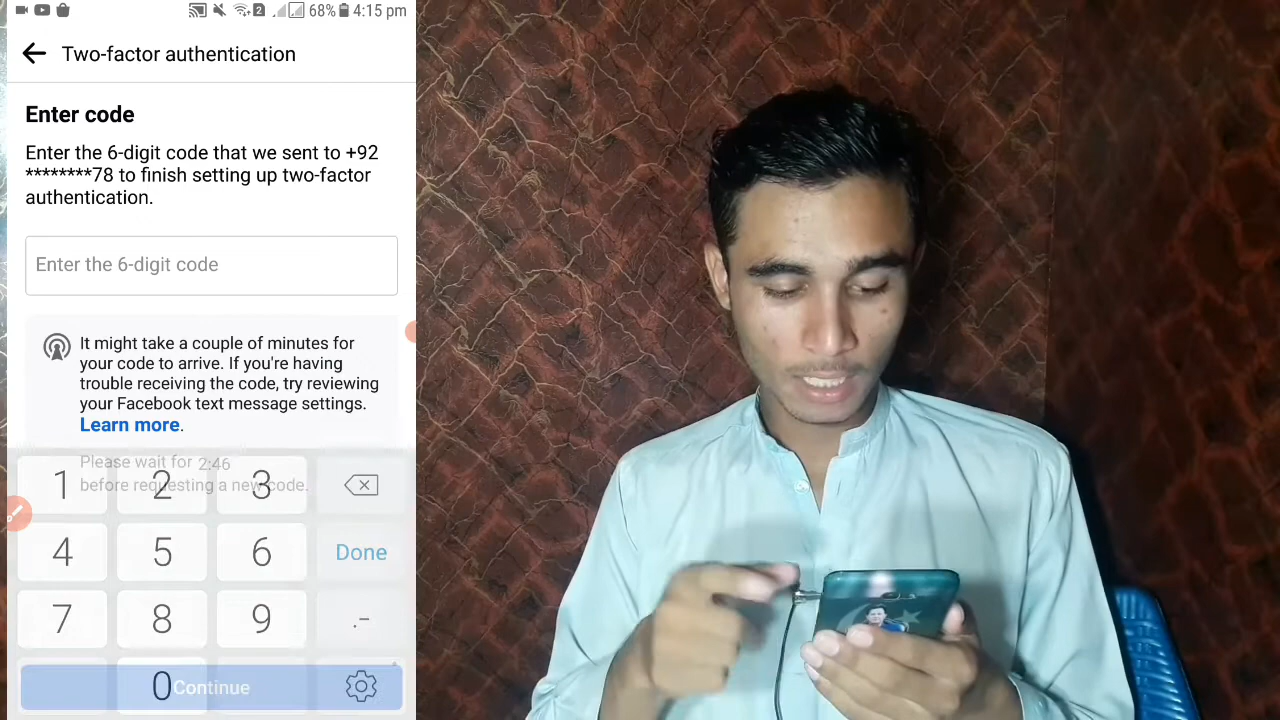 2 68% 4:15 pm
Two-factor authentication
Enter code
Enter the 6-digit code that we sent to +92
********78 to finish setting up two-factor
authentication.
Enter the 6-digit code
It might take a couple of minutes for
your code to arrive. If you're having
trouble receiving the code, try reviewing
your Facebook text message settings.
Learn more.
Please wait for 2:46
before requesting a new code.
1 2 3
4 5 6 Done
7 8 9 .-
0
Continue